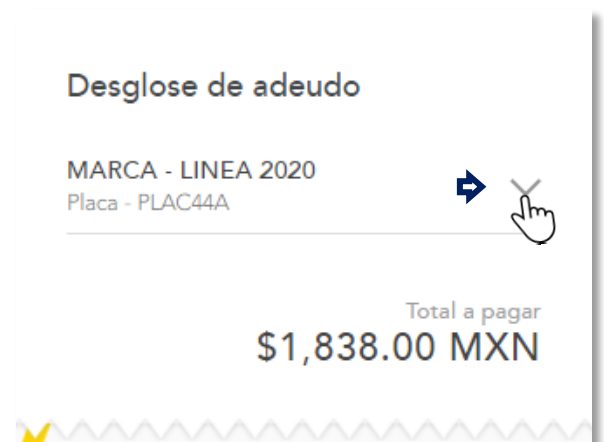 Desglose de adeudo
MARCA - LINEA 2020
Placa - PLAC44A
Total a pagar
$1,838.00 MXN